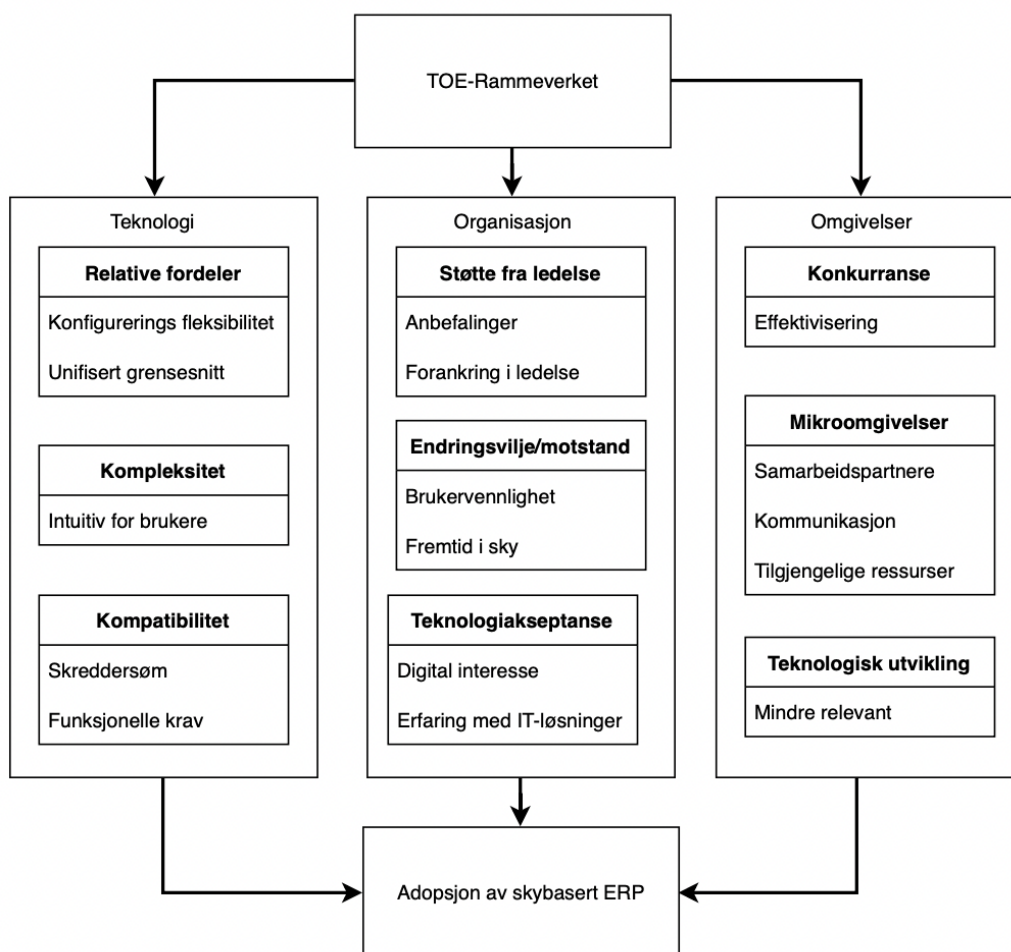 TOE-Rammeverket
Teknologi
Relative fordeler
Konfigurerings fleksibilitet
Unifisert grensesnitt
Kompleksitet
Intuitiv for brukere
Kompatibilitet
Skreddersøm
Funksjonelle krav
Organisasjon
Støtte fra ledelse
Anbefalinger
Forankring i ledelse
Endringsvilje/motstand
Brukervennlighet
Fremtid i sky
Teknologiakseptanse
Digital interesse
Erfaring med IT-løsninger
Omgivelser
Konkurranse
Effektivisering
Mikroomgivelser
Samarbeidspartnere
Kommunikasjon
Tilgjengelige ressurser
Teknologisk utvikling
Mindre relevant
Adopsjon av skybasert ERP